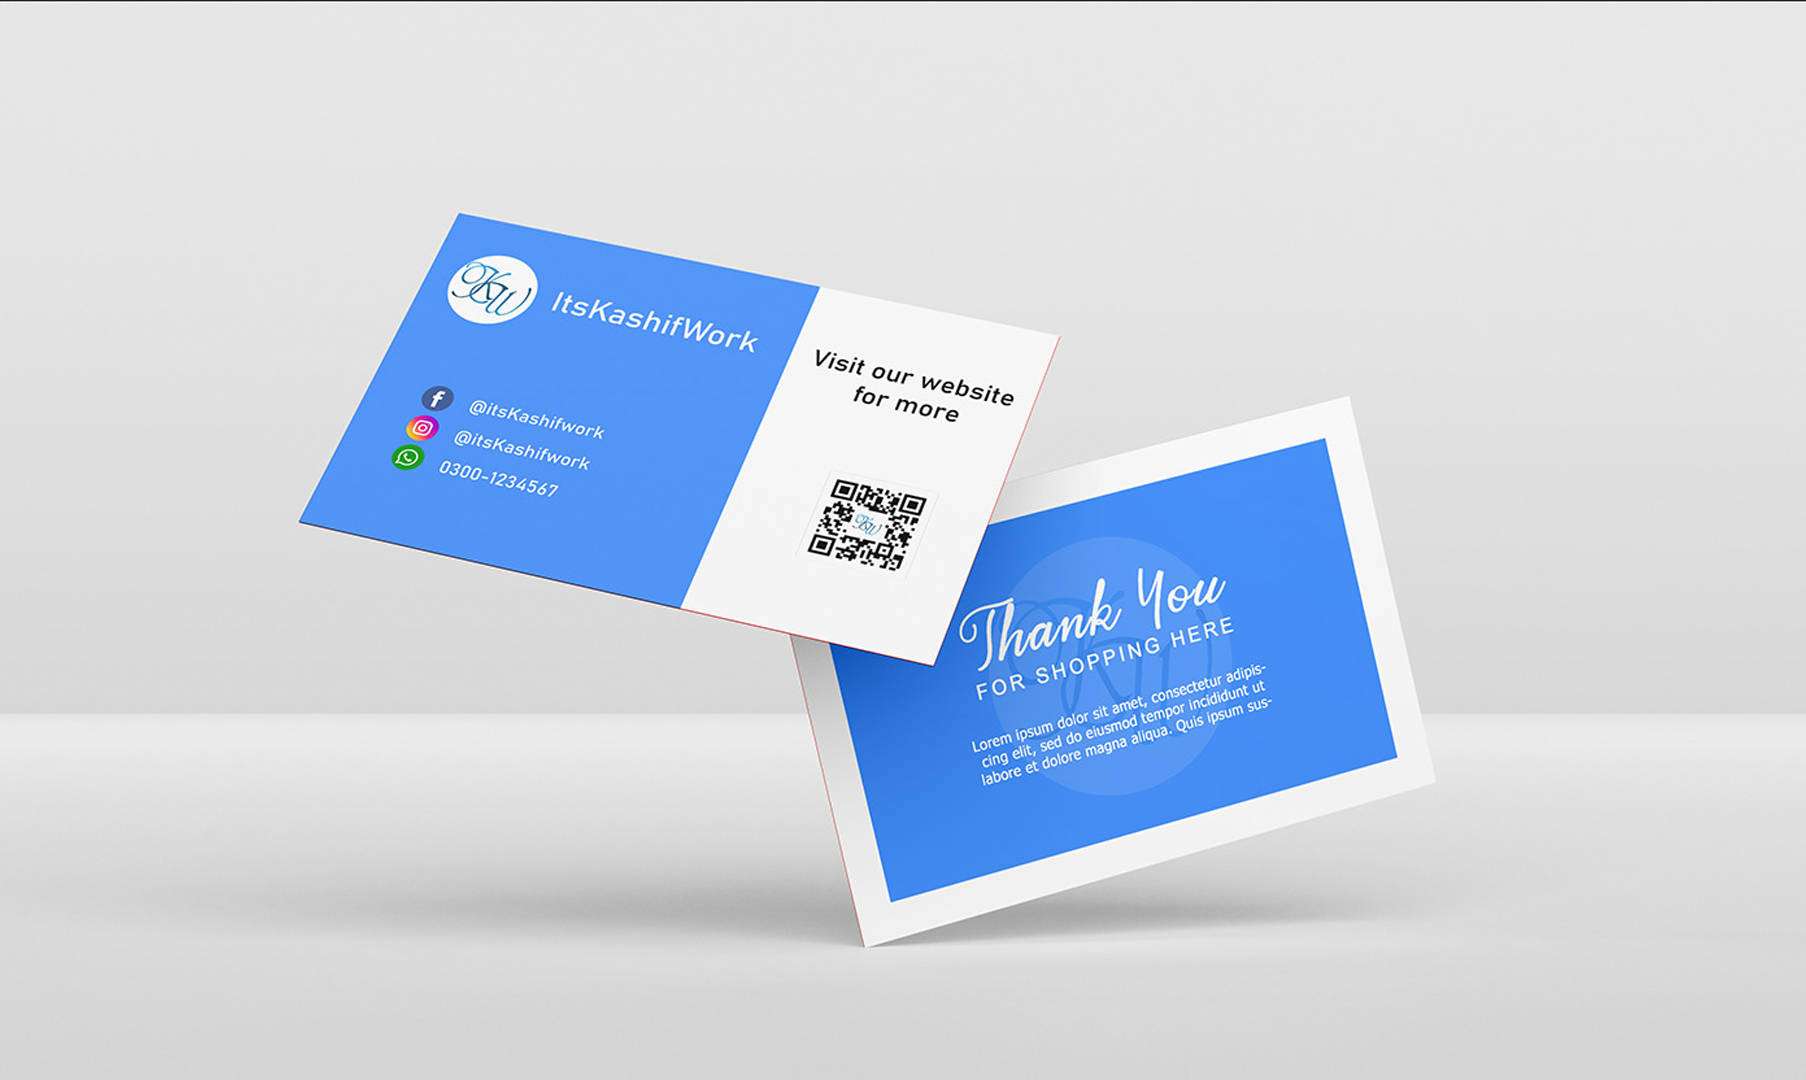 KW
ItsKashifWork
@itsKashifwork
@itsKashifwork
0300-1234567
Visit our website
for more
KW
Thank You
FOR SHOPPING HERE
Lorem ipsum dolor sit amet, consectetur adipis-
cing elit, sed do eiusmod tempor incididunt ut
labore et dolore magna aliqua. Quis ipsum sus-